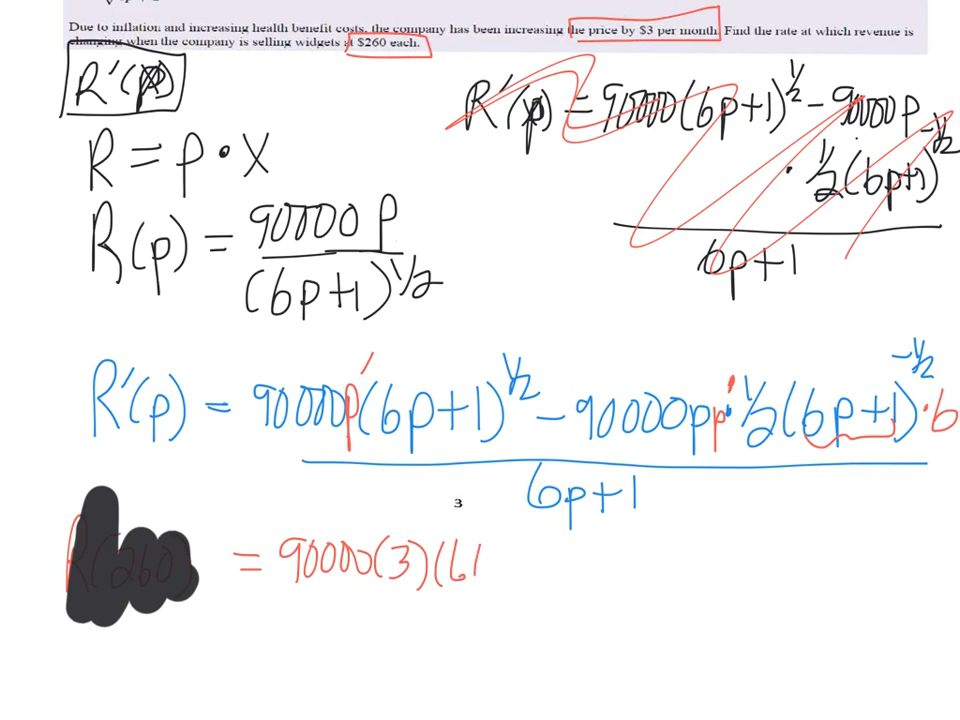 Due to inflation and increasing health benefit costs, the company has been increasing the price by $3 per month. Find the rate at which revenue is
changing when the company is selling widgets at $260 each.
R'(p)
R = p · x
R(p) = 90000 p / (6p+1)^1/2
R'(p) = 90000(6p+1)^1/2 - 90000p
· 1/2(6p+1)^-1/2
6p+1
R'(p) = 90000p'(6p+1)^1/2 - 90000pp' · 1/2(6p+1)^-1/2 · 6
6p+1
3
R(260) = 90000(3)(61